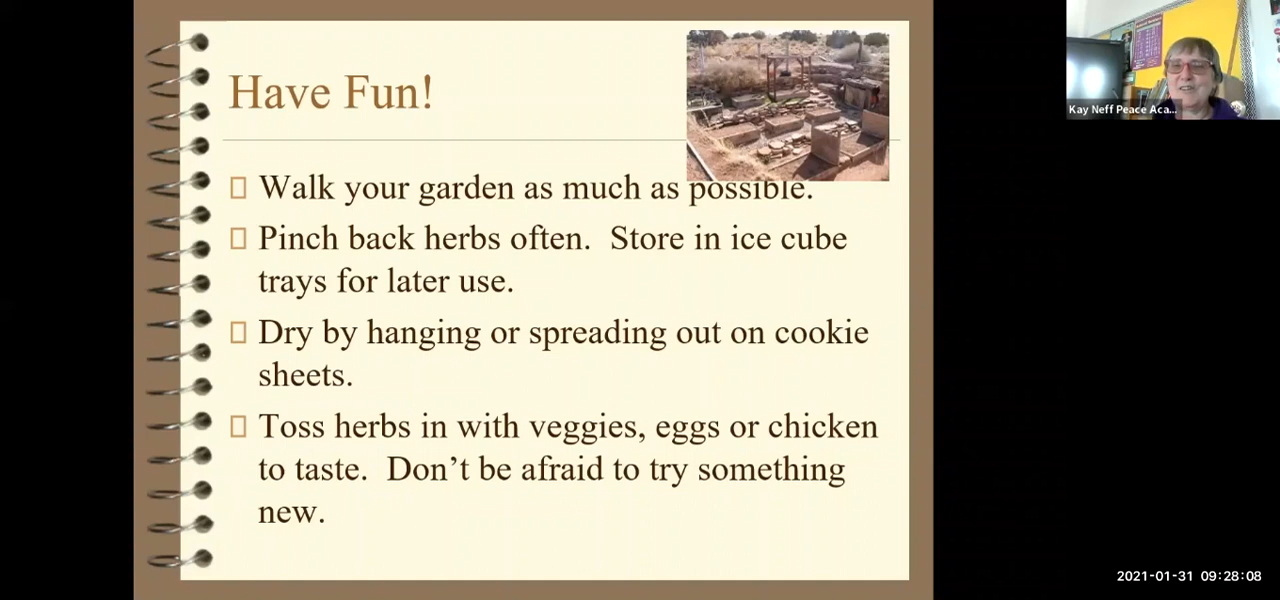 Have Fun!
Walk your garden as much as possible.
Pinch back herbs often.  Store in ice cube
trays for later use.
Dry by hanging or spreading out on cookie
sheets.
Toss herbs in with veggies, eggs or chicken
to taste.  Don’t be afraid to try something
new.
Kay Neff Peace Aca...
2021-01-31 09:28:08